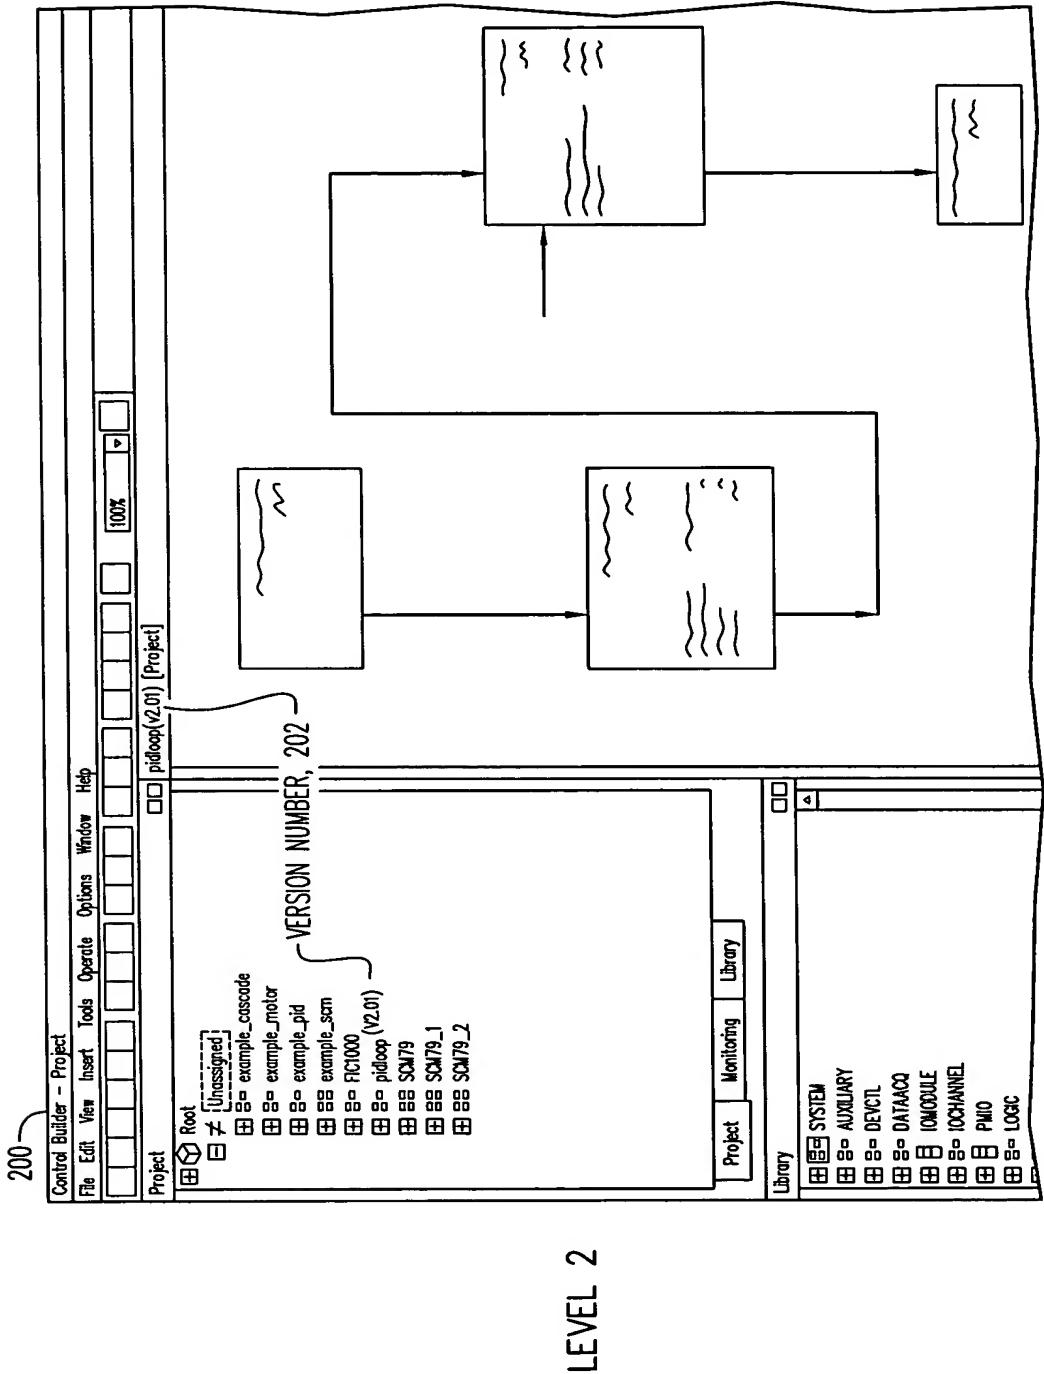 200
Control Builder - Project
File Edit View Insert Tools Operate Options Window Help
100%
Project
pidloop(v2.01) [Project]
Root
Unassigned
example_cascade
example_motor
example_pid
example_scm
FIC1000
pidloop (V2.01)
SCM79
SCM79_1
SCM79_2
VERSION NUMBER, 202
Project Monitoring Library
Library
SYSTEM
AUXILIARY
DEVCTL
DATAACQ
IOMODULE
IOCHANNEL
PMIO
LOGIC
LEVEL 2